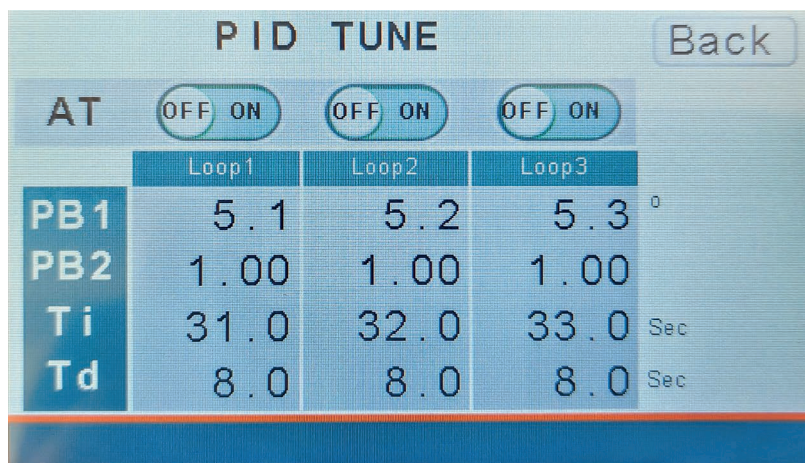 PID TUNE Back
AT OFF ON OFF ON OFF ON
Loop1 Loop2 Loop3
PB1 5.1 5.2 5.3 °
PB2 1.00 1.00 1.00
Ti 31.0 32.0 33.0 Sec
Td 8.0 8.0 8.0 Sec